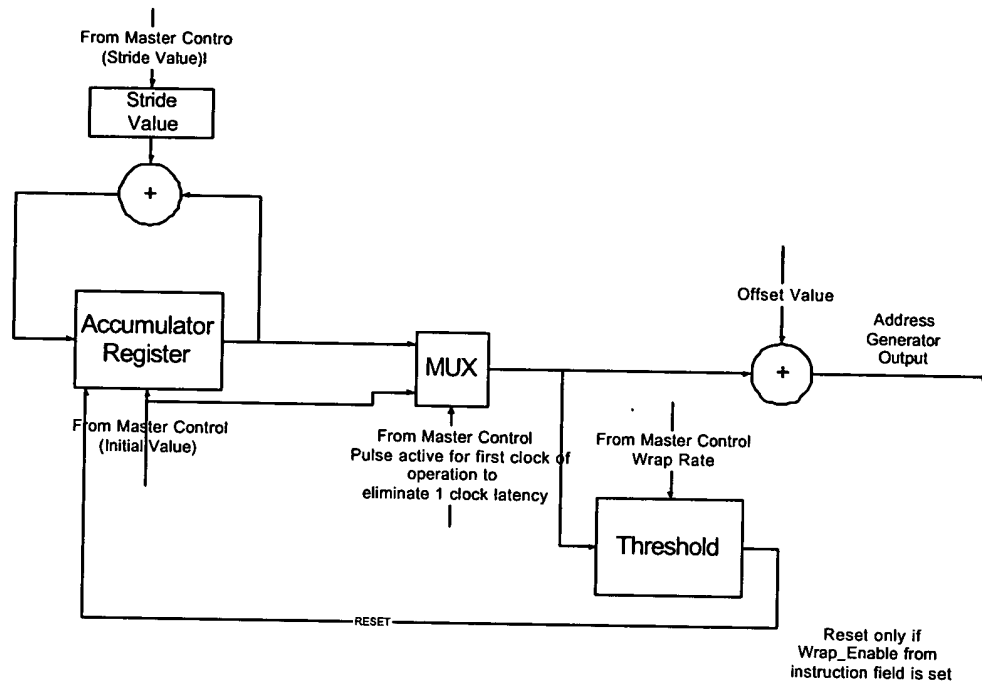 From Master Contro
(Stride Value)l
Stride
Value
+
Accumulator
Register
From Master Control
(Initial Value)
MUX
From Master Control
Pulse active for first clock of
operation to
eliminate 1 clock latency
Offset Value
+
Address
Generator
Output
From Master Control
Wrap Rate
Threshold
RESET
Reset only if
Wrap_Enable from
instruction field is set